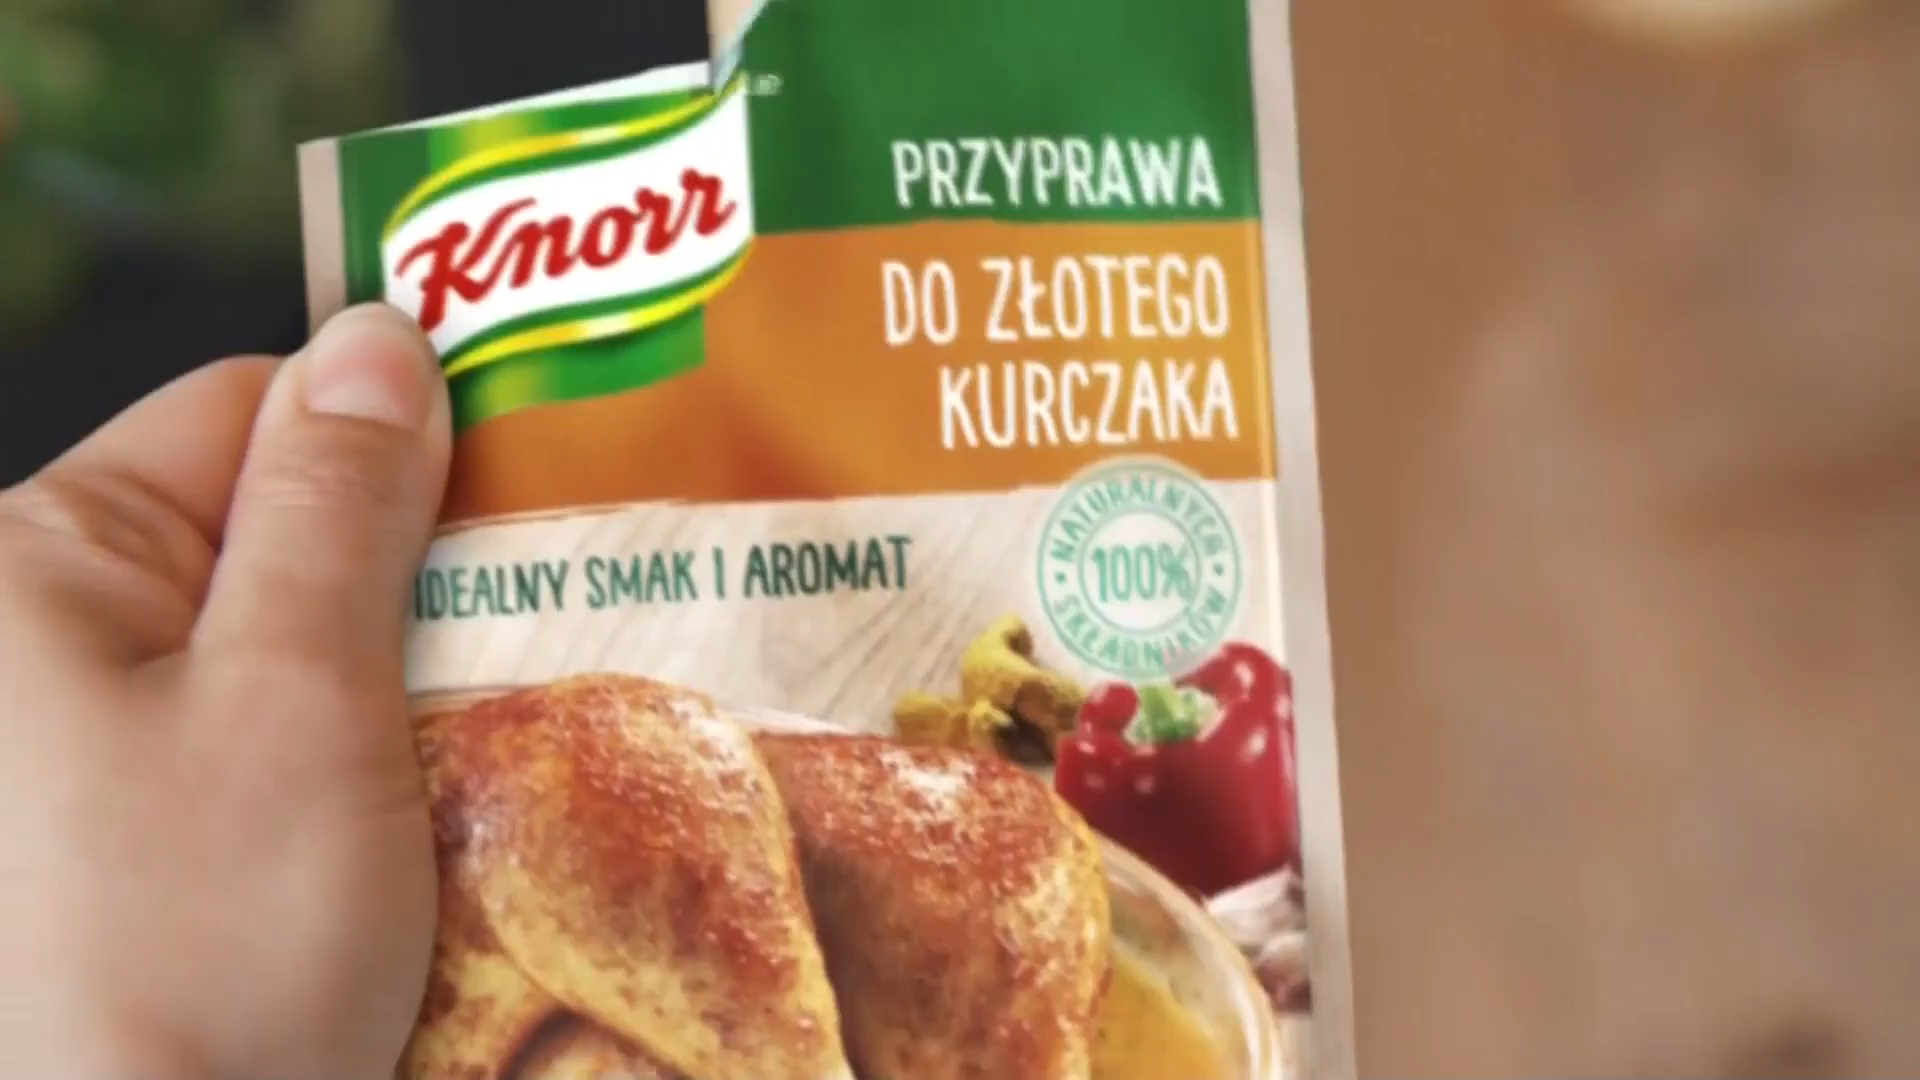 Knorr
PRZYPRAWA
DO ZŁOTEGO
KURCZAKA
IDEALNY SMAK I AROMAT
NATURALNYCH
100%
SKŁADNIKÓW